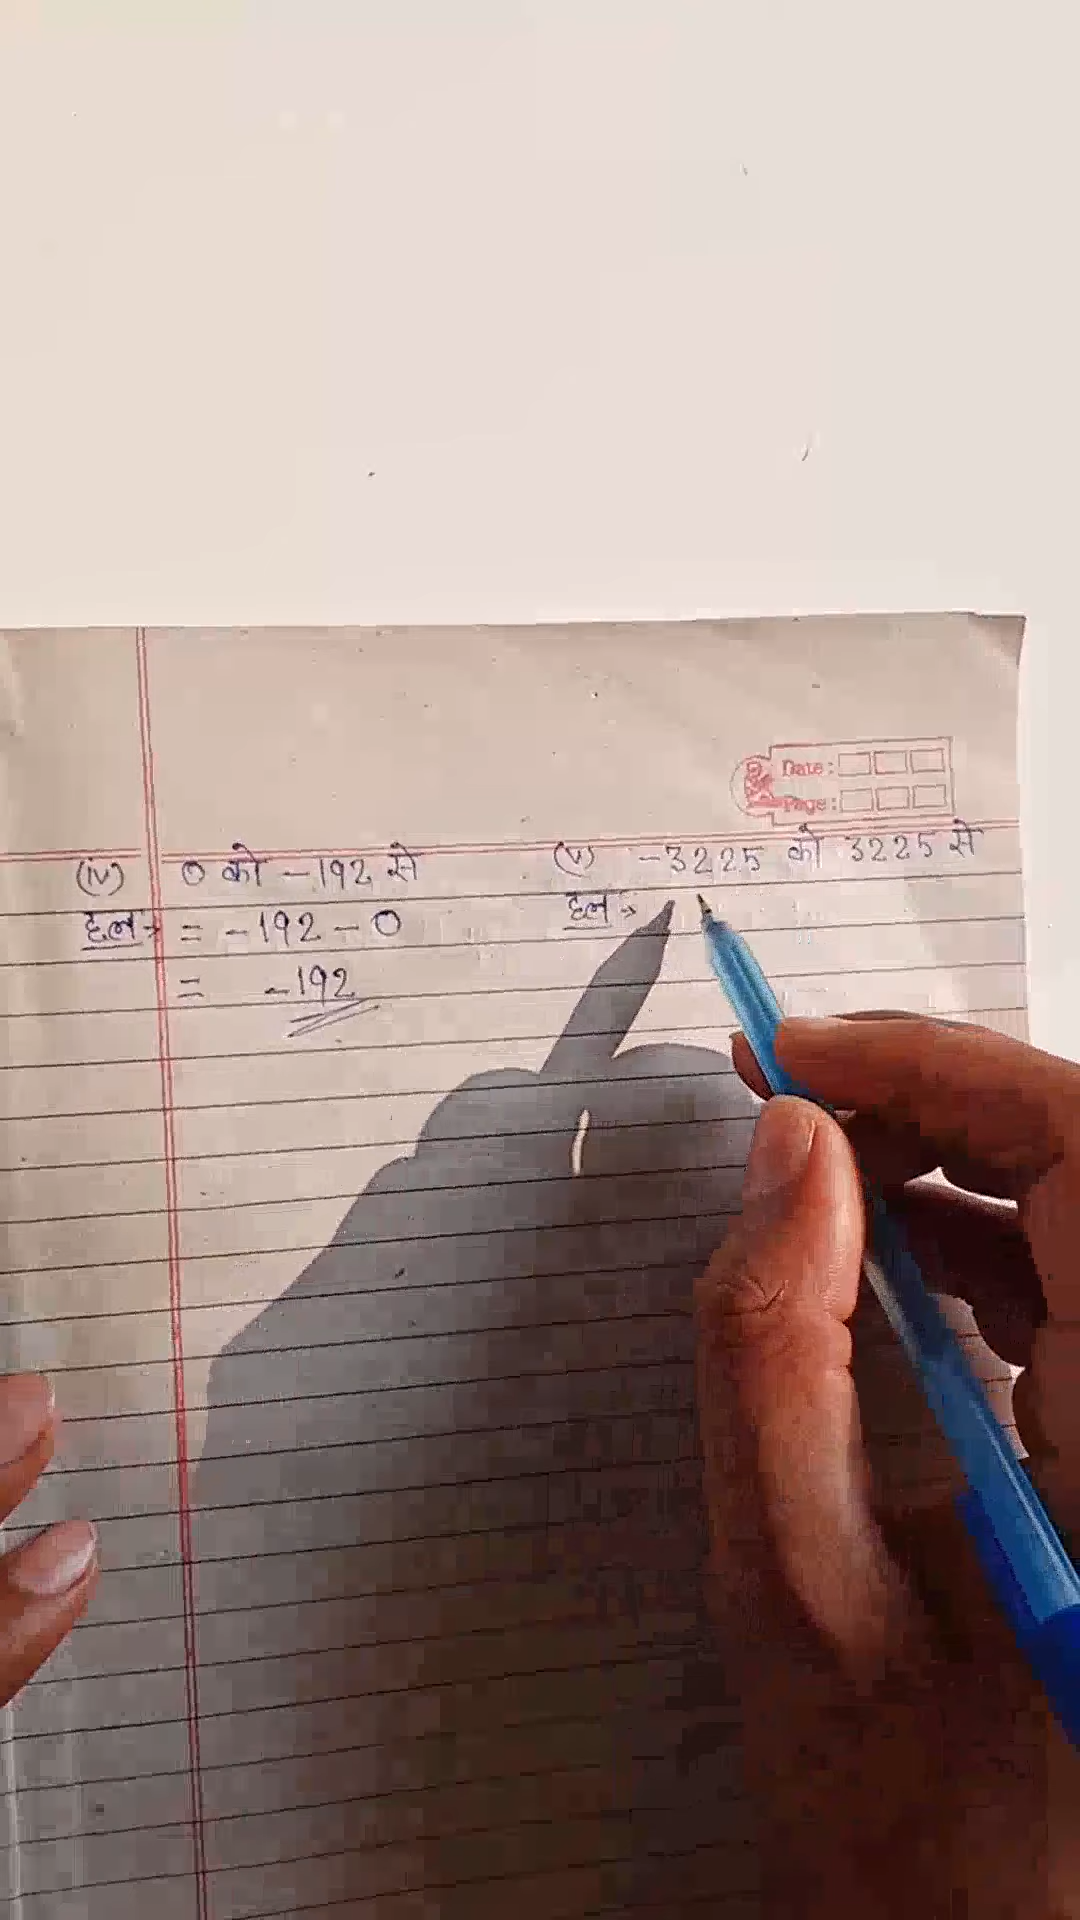 Date:
Page:
(iv) 0 को -192 से
हल → = -192 - 0
= -192
(v) -3225 को 3225 से
हल →